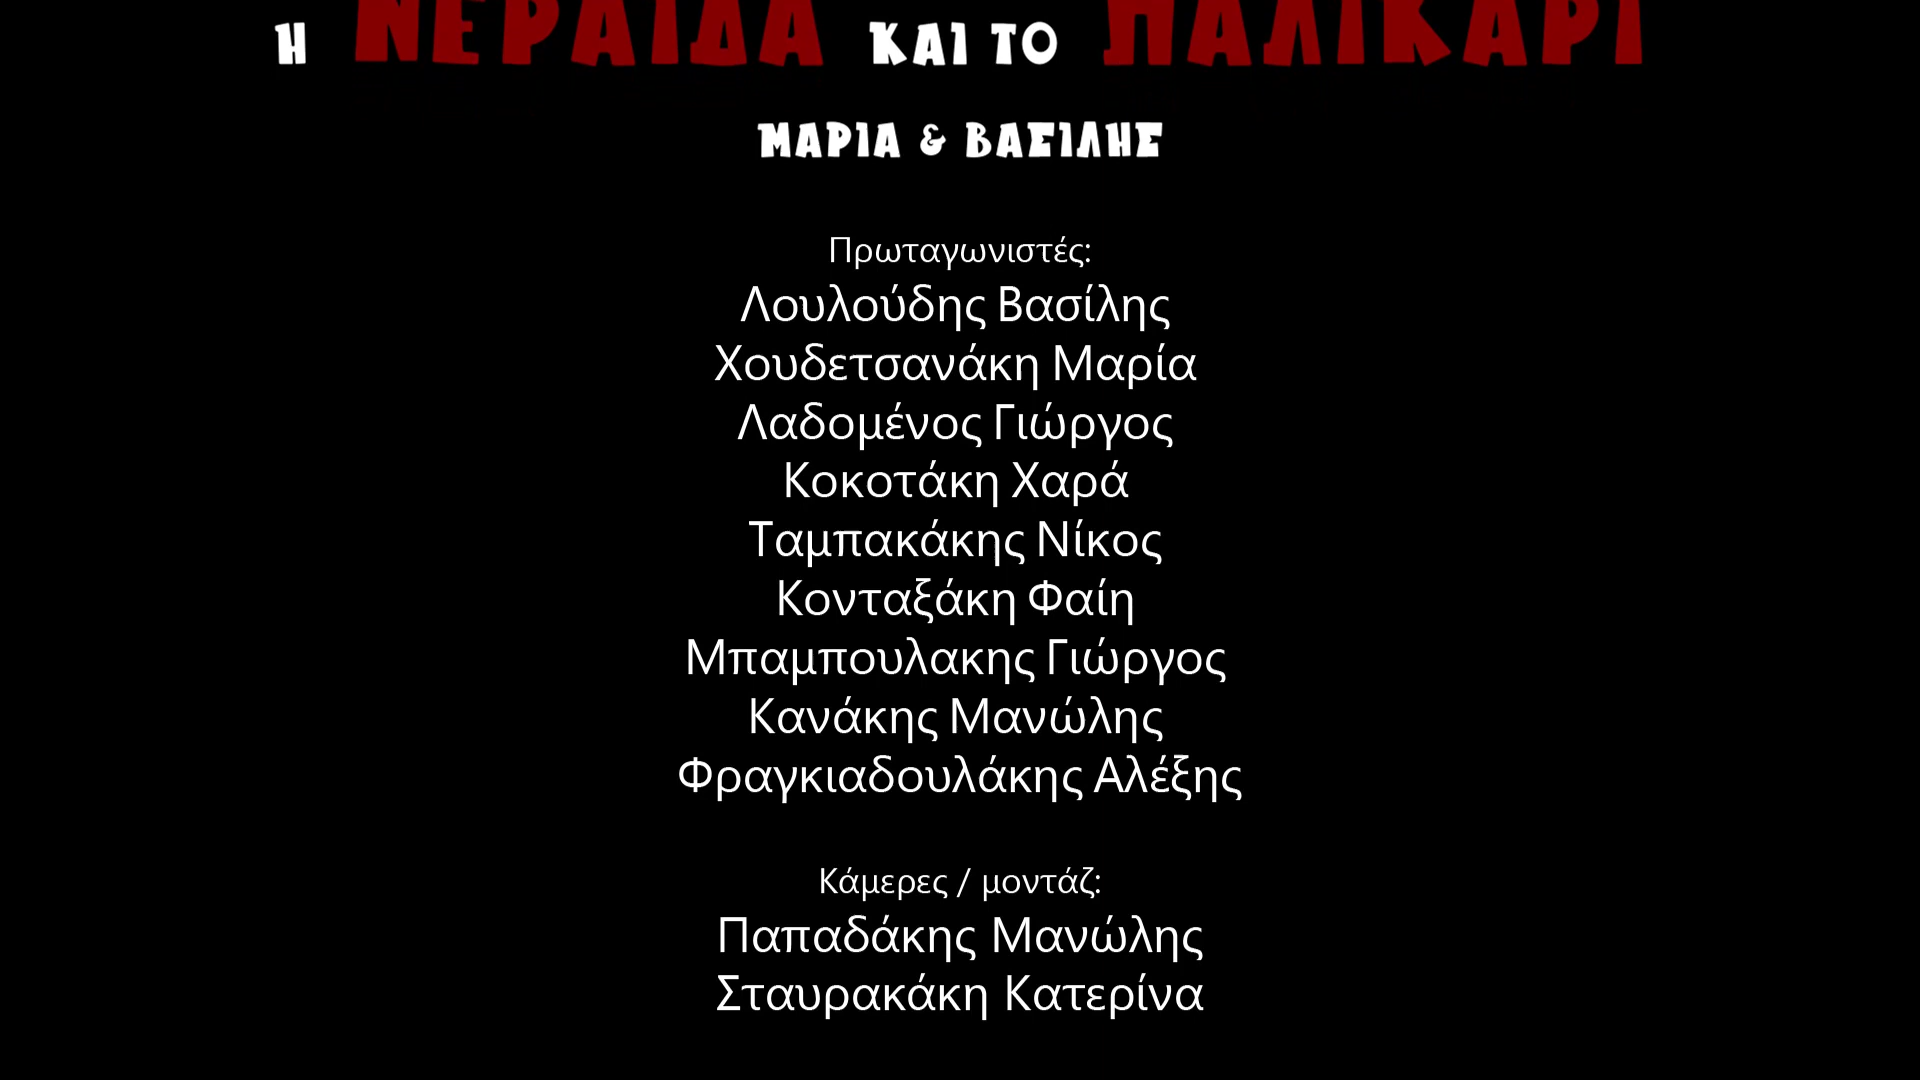 Η ΝΕΡΑΙΔΑ ΚΑΙ ΤΟ ΠΑΛΙΚΑΡΙ
ΜΑΡΙΑ & ΒΑΣΙΛΗΣ
Πρωταγωνιστές:
Λουλούδης Βασίλης
Χουδετσανάκη Μαρία
Λαδομένος Γιώργος
Κοκοτάκη Χαρά
Ταμπακάκης Νίκος
Κονταξάκη Φαίη
Μπαμπουλακης Γιώργος
Κανάκης Μανώλης
Φραγκιαδουλάκης Αλέξης
Κάμερες / μοντάζ:
Παπαδάκης Μανώλης
Σταυρακάκη Κατερίνα